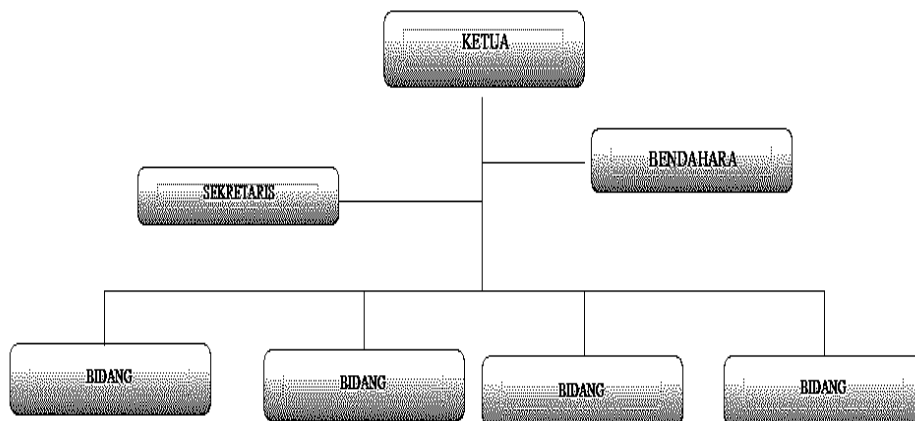 KETUA
BENDAHARA
SEKRETARIS
BIDANG
BIDANG
BIDANG
BIDANG